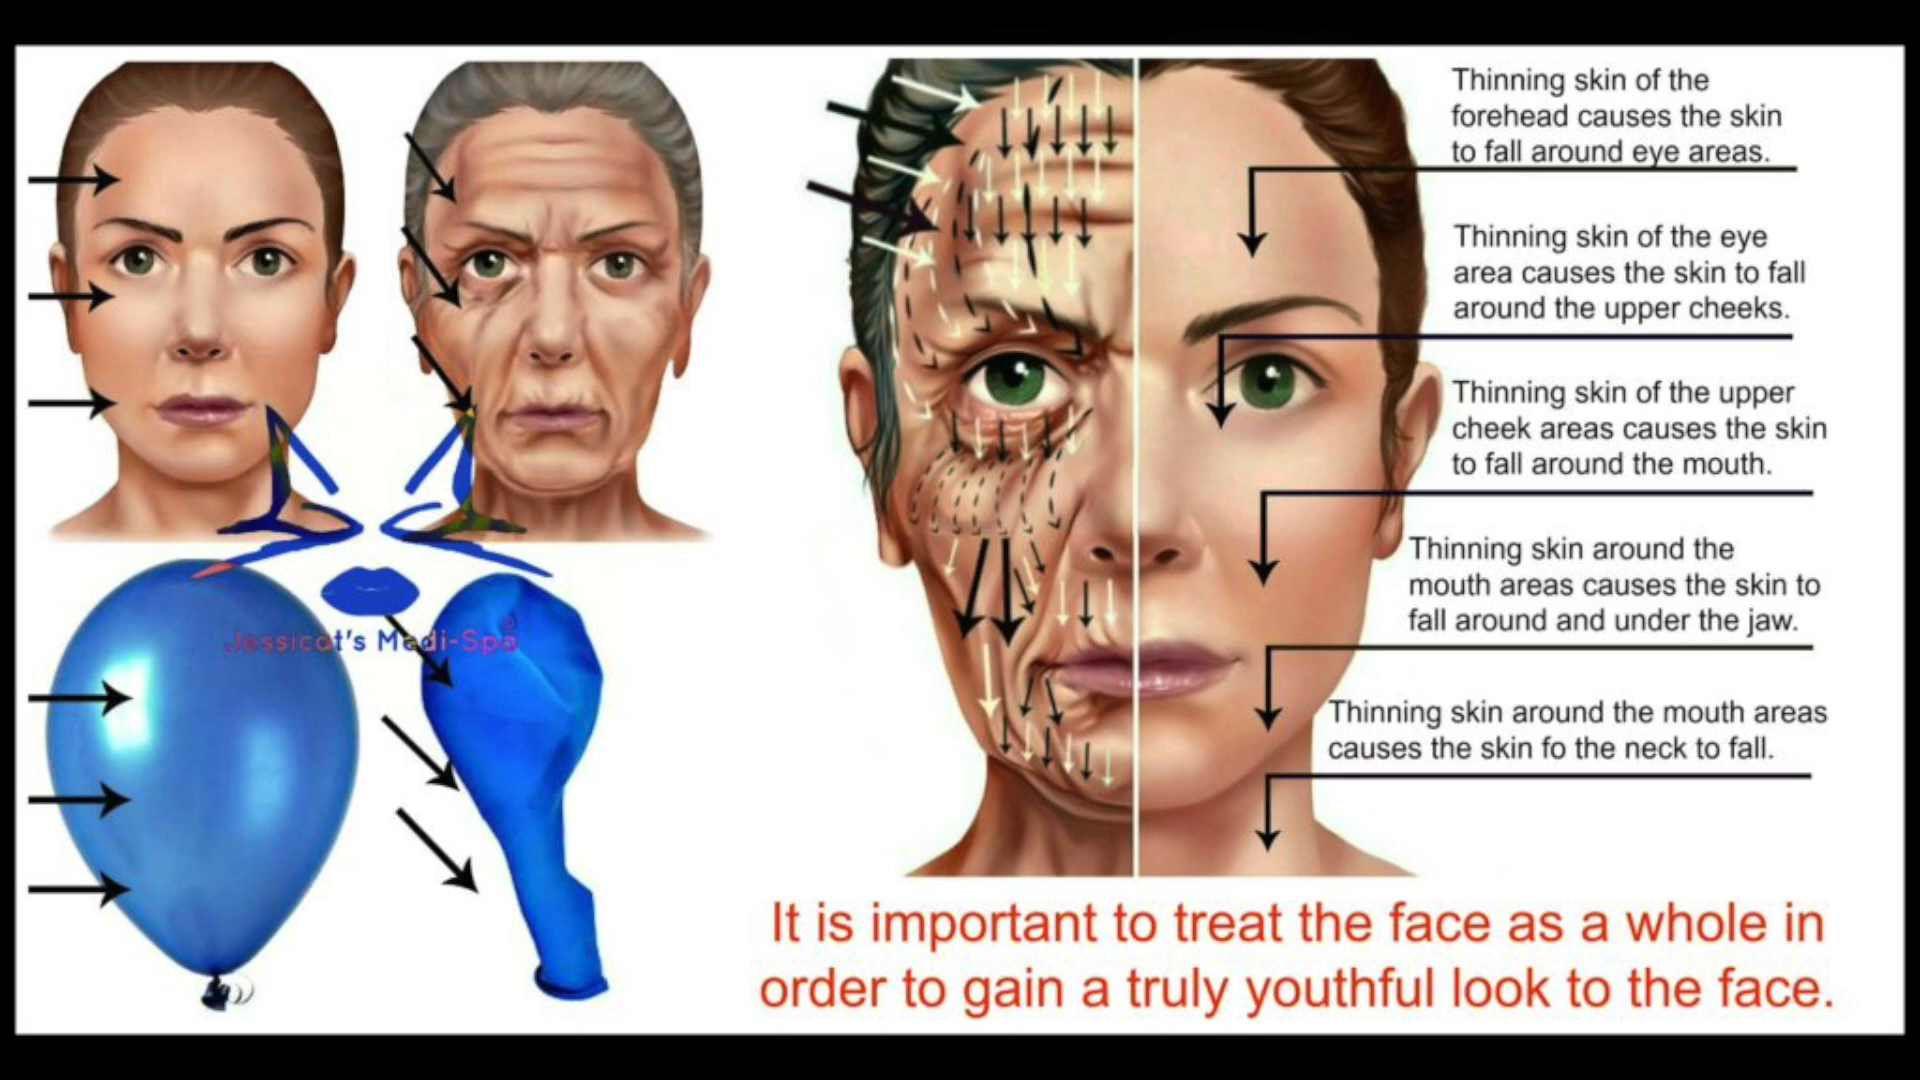 Thinning skin of the
forehead causes the skin
to fall around eye areas.
Thinning skin of the eye
area causes the skin to fall
around the upper cheeks.
Thinning skin of the upper
cheek areas causes the skin
to fall around the mouth.
Thinning skin around the
mouth areas causes the skin to
fall around and under the jaw.
Thinning skin around the mouth areas
causes the skin fo the neck to fall.
Jessicat's Medi-Spa
It is important to treat the face as a whole in
order to gain a truly youthful look to the face.